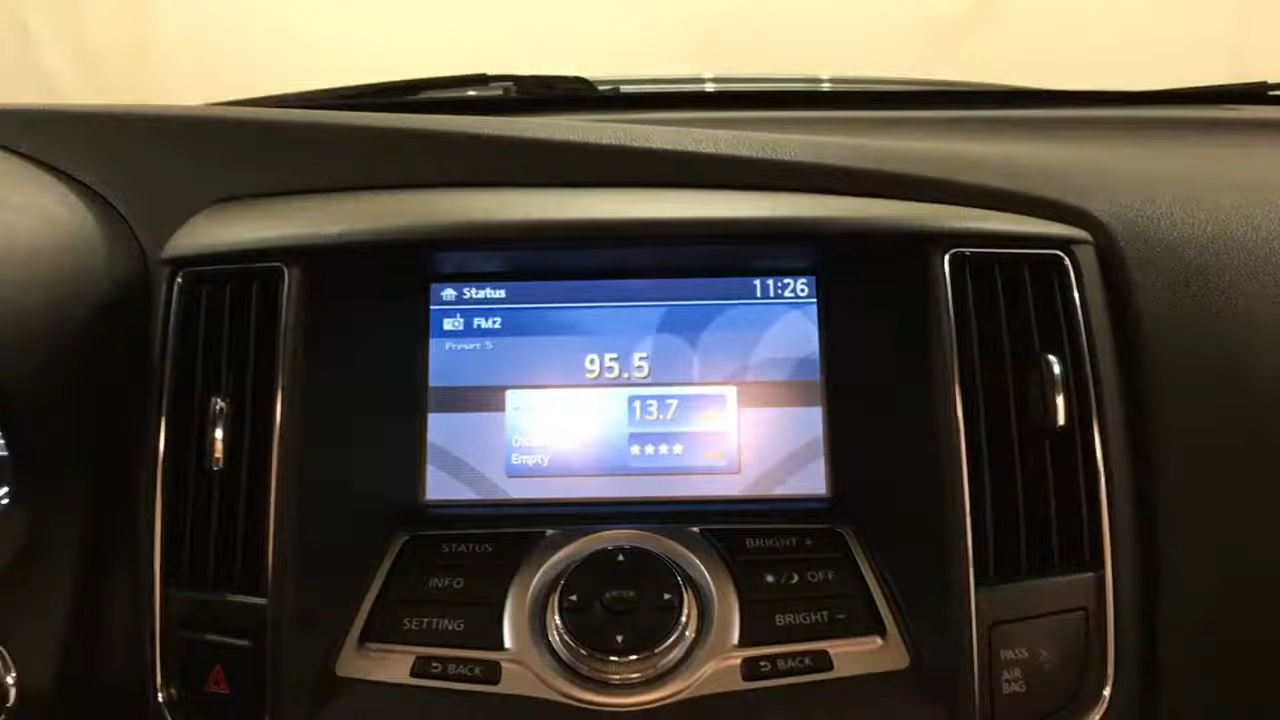 Status 11:26
FM2
Preset 5
95.5
13.7
Empty ****
STATUS
INFO
SETTING
BACK
ENTER
BRIGHT +
OFF
BRIGHT -
BACK
PASS
AIR
BAG